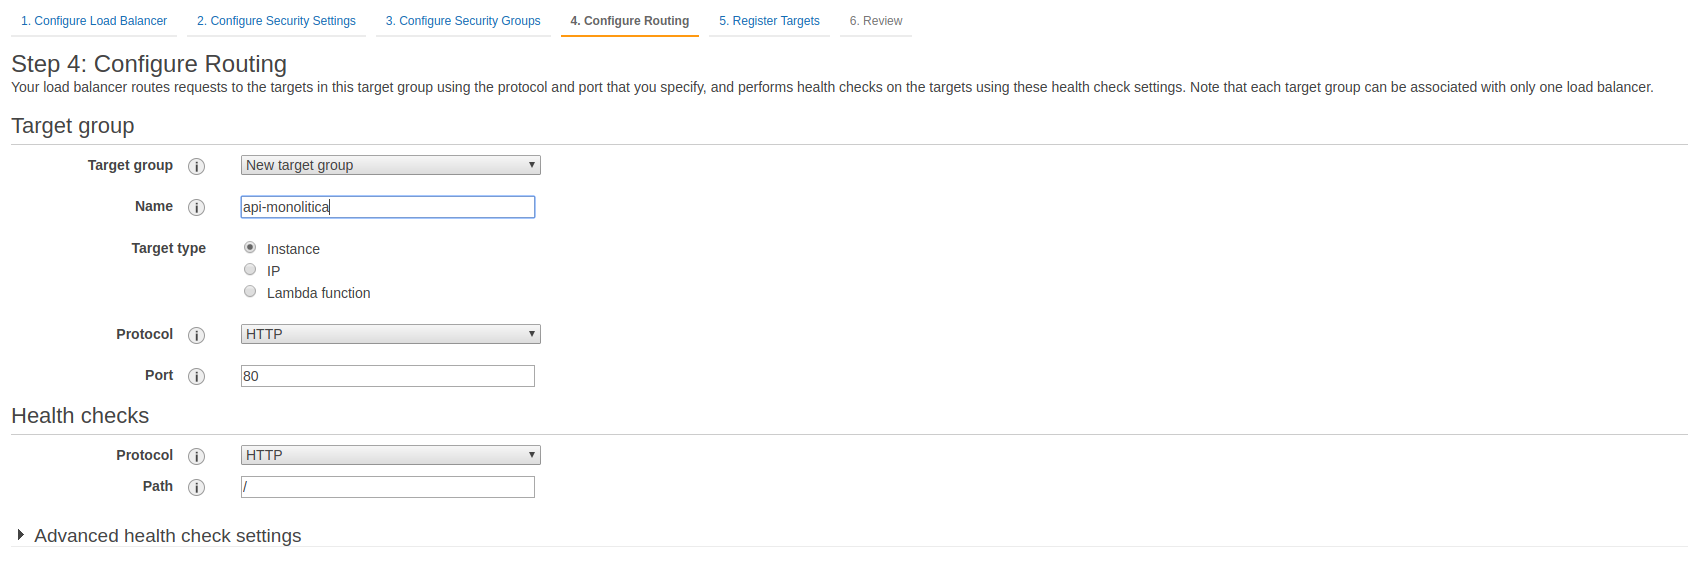 1. Configure Load Balancer 2. Configure Security Settings 3. Configure Security Groups 4. Configure Routing 5. Register Targets 6. Review
Step 4: Configure Routing
Your load balancer routes requests to the targets in this target group using the protocol and port that you specify, and performs health checks on the targets using these health check settings. Note that each target group can be associated with only one load balancer.
Target group
Target group i New target group
Name i api-monolitica
Target type Instance
IP
Lambda function
Protocol i HTTP
Port i 80
Health checks
Protocol i HTTP
Path i /
Advanced health check settings